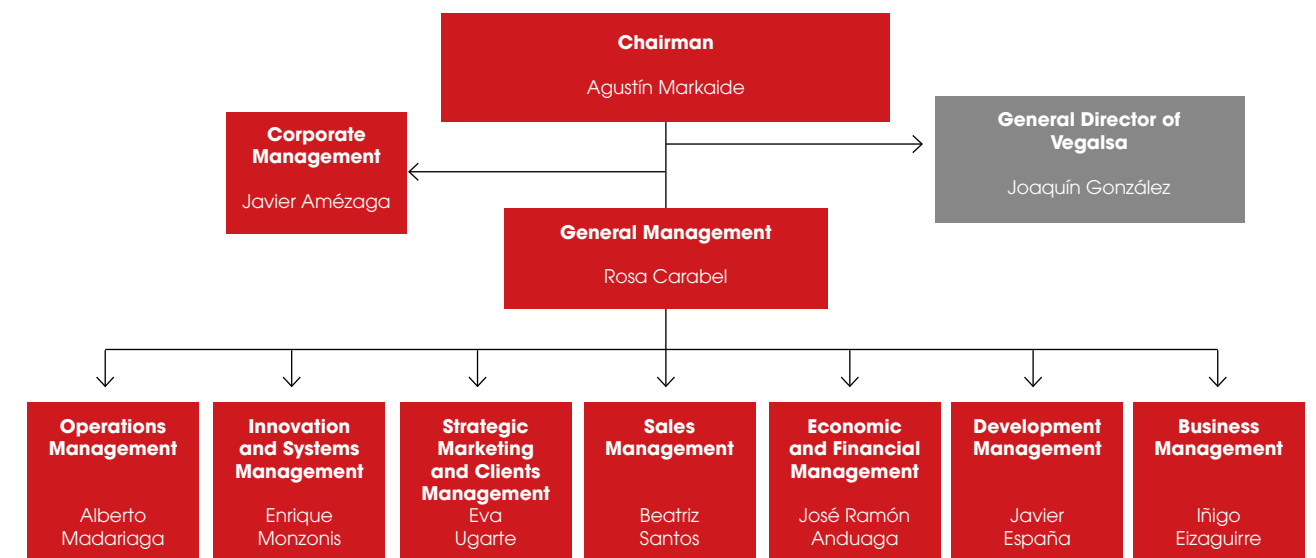 Chairman
Agustín Markaide
Corporate
Management
Javier Amézaga
General Director of
Vegalsa
Joaquín González
General Management
Rosa Carabel
Operations
Management
Alberto
Madariaga
Innovation
and Systems
Management
Enrique
Monzonis
Strategic
Marketing
and Clients
Management
Eva
Ugarte
Sales
Management
Beatriz
Santos
Economic
and Financial
Management
José Ramón
Anduaga
Development
Management
Javier
España
Business
Management
Iñigo
Eizaguirre